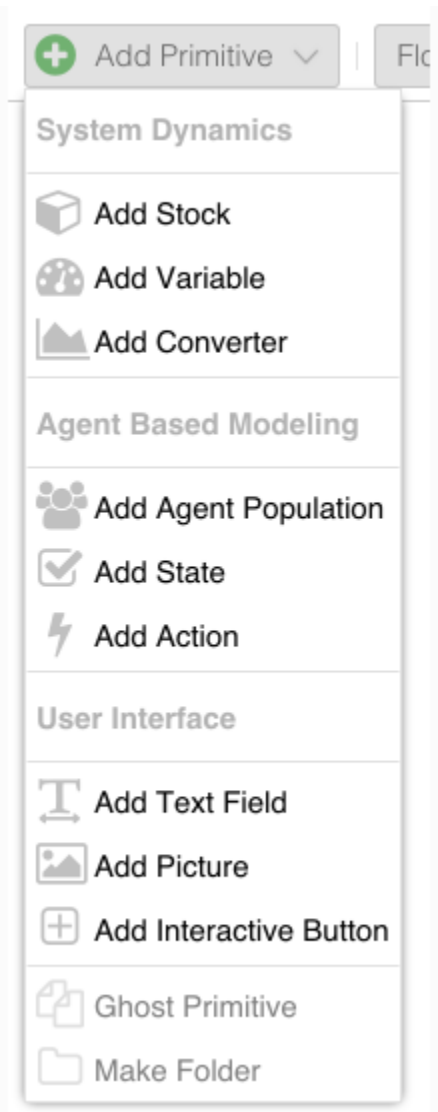 Add Primitive
System Dynamics
Add Stock
Add Variable
Add Converter
Agent Based Modeling
Add Agent Population
Add State
Add Action
User Interface
Add Text Field
Add Picture
Add Interactive Button
Ghost Primitive
Make Folder